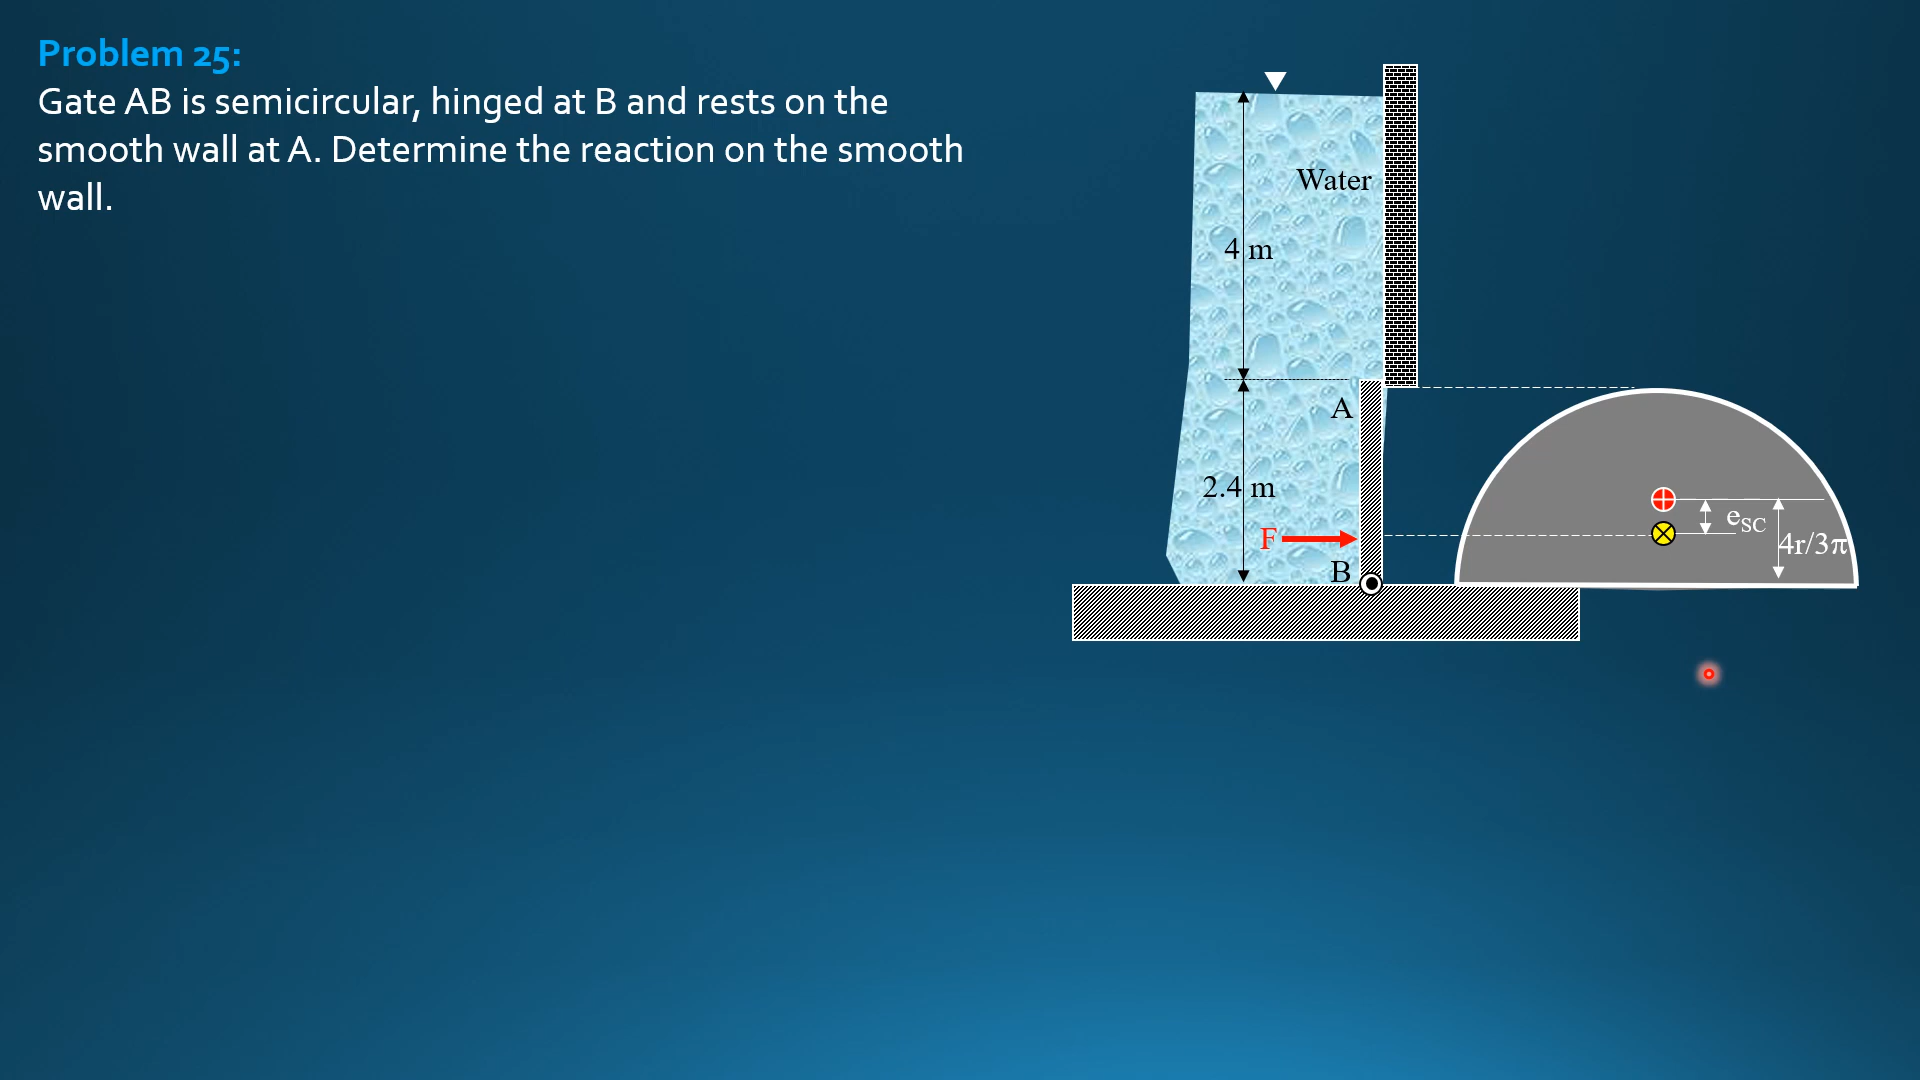 Problem 25:
Gate AB is semicircular, hinged at B and rests on the
smooth wall at A. Determine the reaction on the smooth
wall.
Water
4 m
A
2.4 m
F
B
eSC
4r/3π